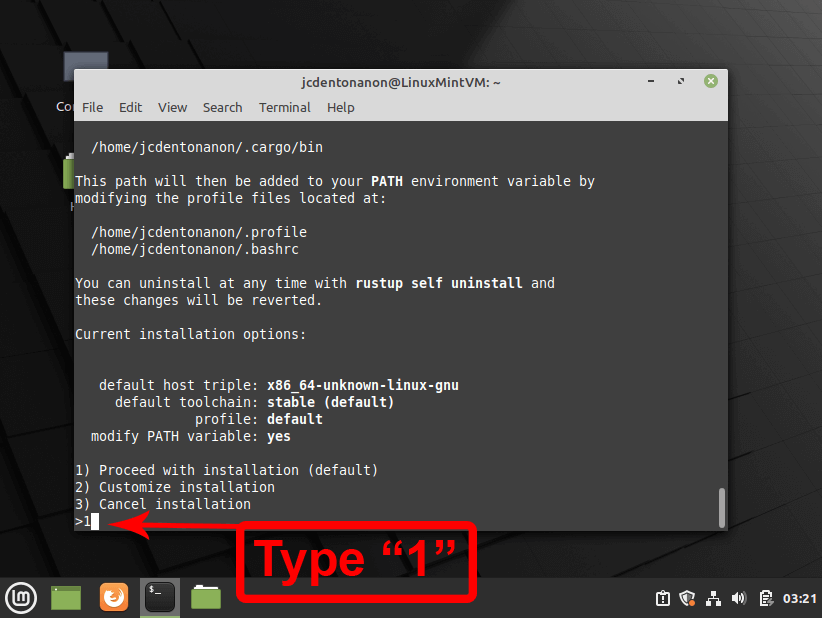 jcdentonanon@LinuxMintVM: ~
Co
File Edit View Search Terminal Help
/home/jcdentonanon/.cargo/bin
This path will then be added to your PATH environment variable by
modifying the profile files located at:
/home/jcdentonanon/.profile
/home/jcdentonanon/.bashrc
You can uninstall at any time with rustup self uninstall and
these changes will be reverted.
Current installation options:
default host triple: x86_64-unknown-linux-gnu
default toolchain: stable (default)
profile: default
modify PATH variable: yes
1) Proceed with installation (default)
2) Customize installation
3) Cancel installation
>1
Type “1”
$_
03:21